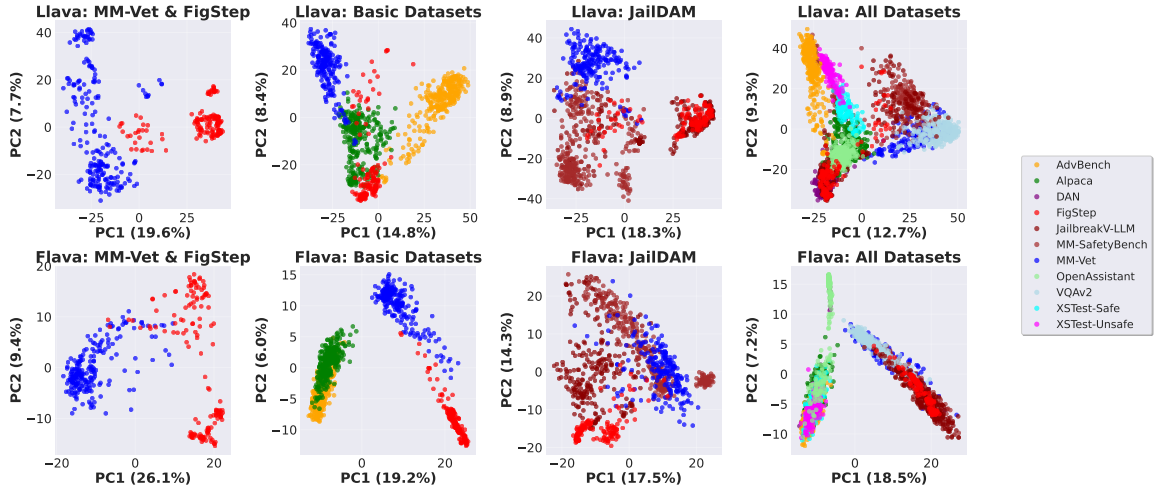 Llava: MM-Vet & FigStep
Llava: Basic Datasets
Llava: JailDAM
Llava: All Datasets
PC2 (7.7%)
40
20
0
−20
−25
0
25
PC1 (19.6%)
PC2 (8.4%)
40
20
0
−20
−25
0
25
50
PC1 (14.8%)
PC2 (8.9%)
40
20
0
−20
−40
−25
0
25
PC1 (18.3%)
PC2 (9.3%)
40
20
0
−20
−25
0
25
50
PC1 (12.7%)
Flava: MM-Vet & FigStep
Flava: Basic Datasets
Flava: JailDAM
Flava: All Datasets
PC2 (9.4%)
20
10
0
−10
−20
0
20
PC1 (26.1%)
PC2 (6.0%)
15
10
5
0
−5
−10
0
20
PC1 (19.2%)
PC2 (14.3%)
30
20
10
0
−10
−20
0
20
PC1 (17.5%)
PC2 (7.2%)
15
10
5
0
−5
−10
0
20
PC1 (18.5%)
AdvBench
Alpaca
DAN
FigStep
JailbreakV-LLM
MM-SafetyBench
MM-Vet
OpenAssistant
VQAv2
XSTest-Safe
XSTest-Unsafe